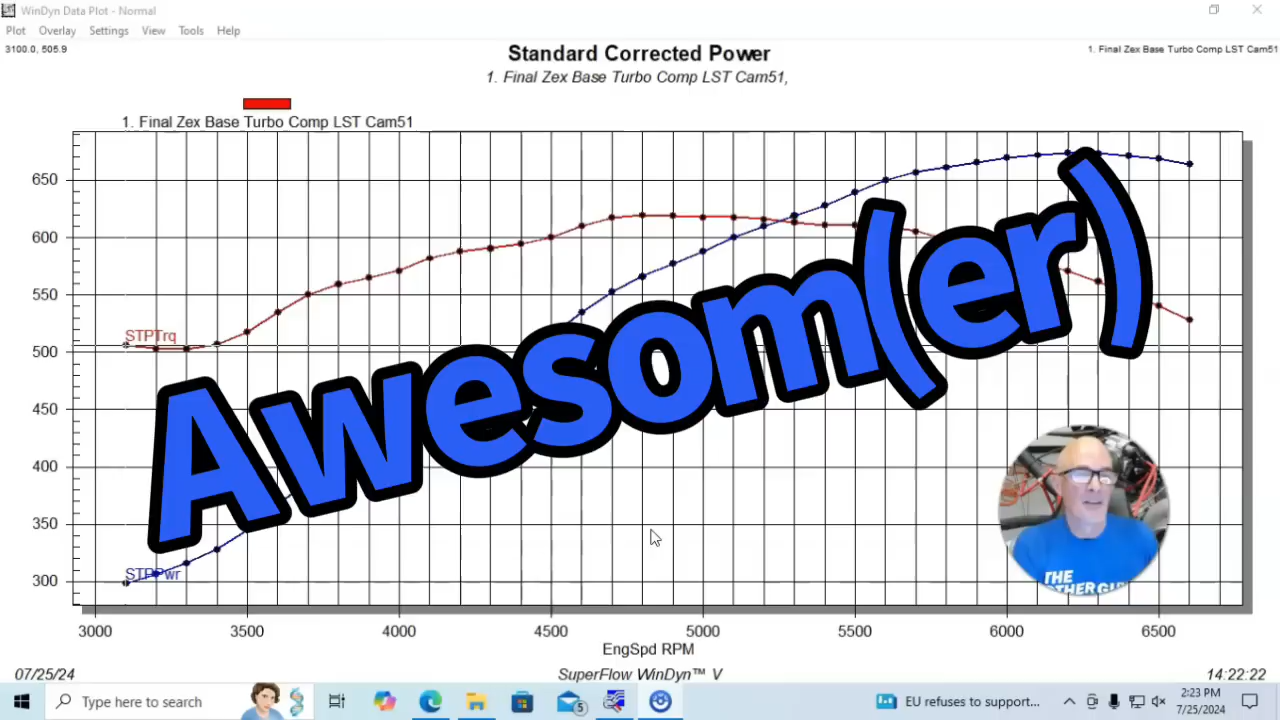 WinDyn Data Plot - Normal
Plot Overlay Settings View Tools Help
3100.0, 505.9
1. Final Zex Base Turbo Comp LST Cam51
Standard Corrected Power
1. Final Zex Base Turbo Comp LST Cam51,
1. Final Zex Base Turbo Comp LST Cam51
650
600
550
500
450
400
350
300
STPTrq
STPPwr
Awesom(er)
THE
OTHER GU
3000 3500 4000 4500 5000 5500 6000 6500
EngSpd RPM
07/25/24
SuperFlow WinDyn™ V
14:22:22
Type here to search
5
EU refuses to support...
2:23 PM
7/25/2024